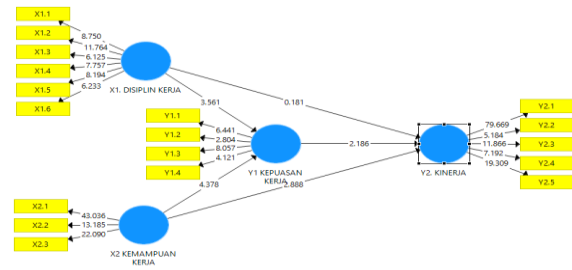 X1.1
X1.2
X1.3
X1.4
X1.5
X1.6
8.750
11.764
6.125
7.757
8.194
6.233
X1. DISIPLIN KERJA
3.561
0.181
Y1.1
Y1.2
Y1.3
Y1.4
6.441
2.804
8.057
4.121
Y1 KEPUASAN
KERJA
2.186
4.378
2.888
X2.1
X2.2
X2.3
43.036
13.185
22.090
X2 KEMAMPUAN
KERJA
Y2. KINERJA
79.669
5.184
11.866
7.192
19.309
Y2.1
Y2.2
Y2.3
Y2.4
Y2.5